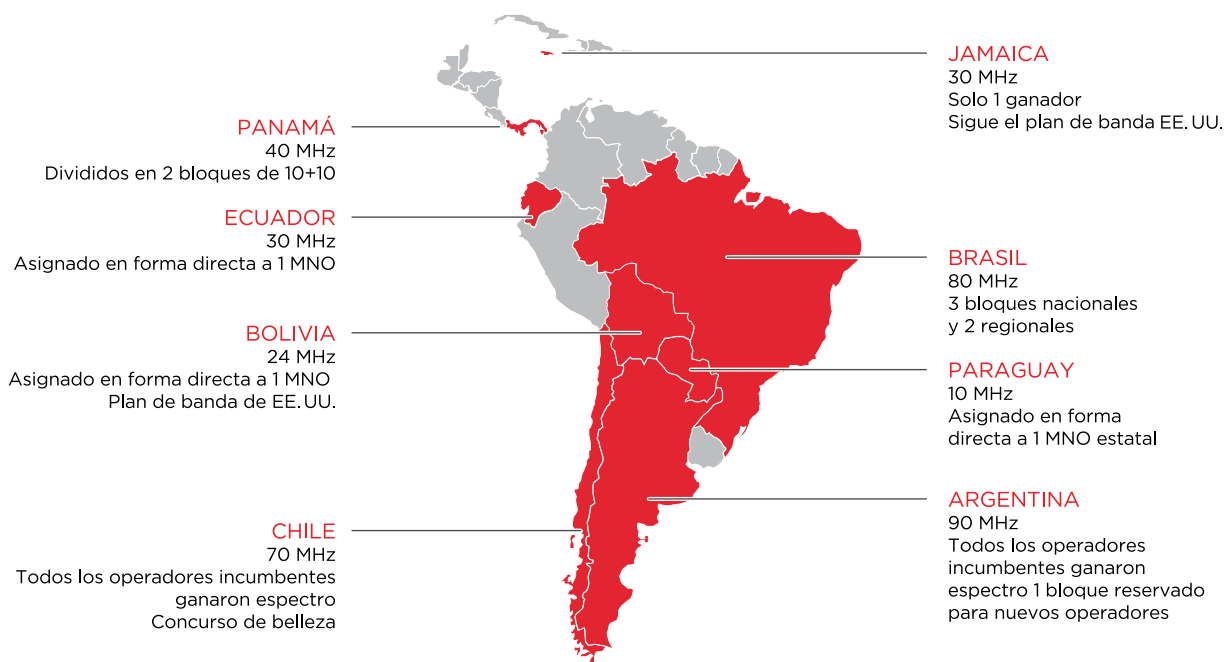 PANAMÁ
40 MHz
Divididos en 2 bloques de 10+10
ECUADOR
30 MHz
Asignado en forma directa a 1 MNO
BOLIVIA
24 MHz
Asignado en forma directa a 1 MNO
Plan de banda de EE. UU.
CHILE
70 MHz
Todos los operadores incumbentes
ganaron espectro
Concurso de belleza
JAMAICA
30 MHz
Solo 1 ganador
Sigue el plan de banda EE. UU.
BRASIL
80 MHz
3 bloques nacionales
y 2 regionales
PARAGUAY
10 MHz
Asignado en forma
directa a 1 MNO estatal
ARGENTINA
90 MHz
Todos los operadores
incumbentes ganaron
espectro 1 bloque reservado
para nuevos operadores